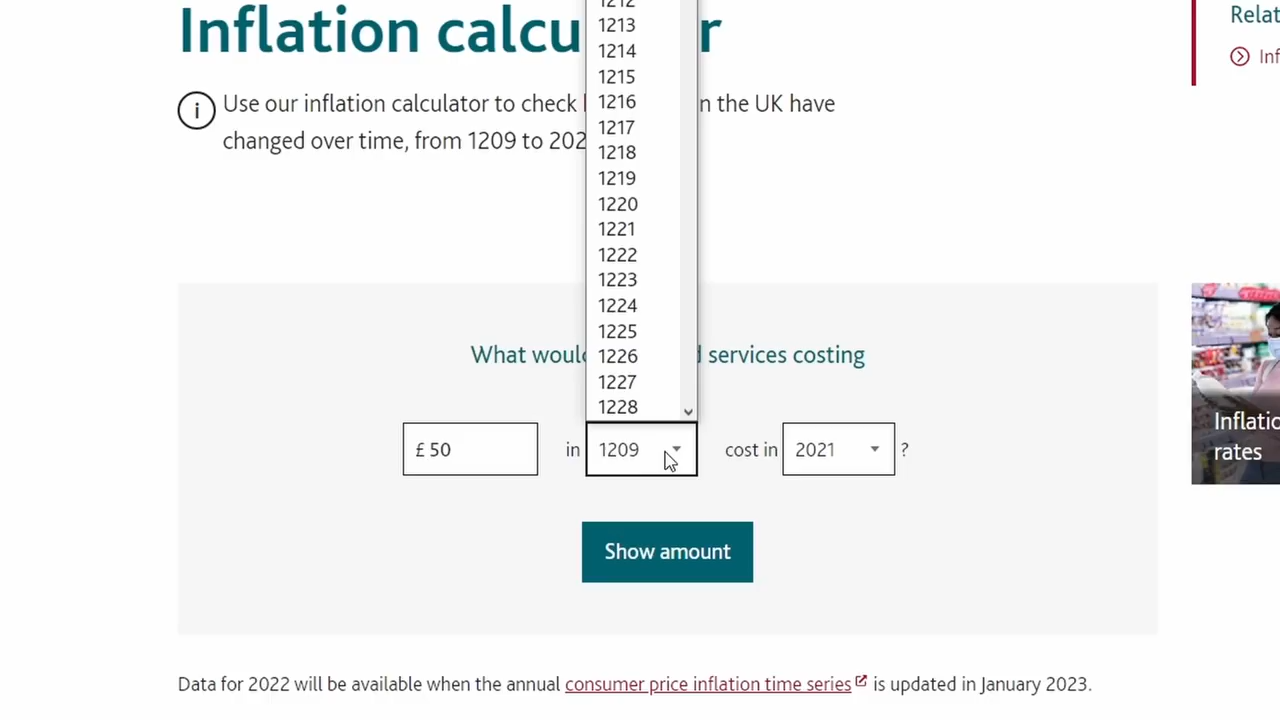 1212
1213
1214
1215
1216
1217
1218
1219
1220
1221
1222
1223
1224
1225
1226
1227
1228
Inflation calcu r
Use our inflation calculator to check n the UK have
changed over time, from 1209 to 202
What would services costing
£ 50 in 1209 cost in 2021 ?
Show amount
Data for 2022 will be available when the annual consumer price inflation time series is updated in January 2023.
Relat
Inf
Inflatio
rates